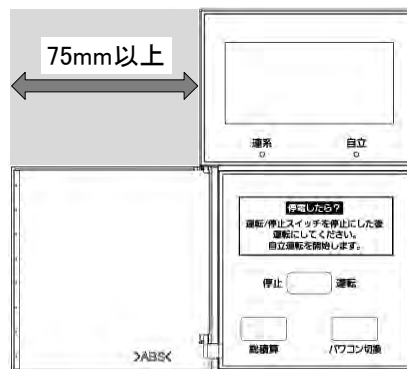 75mm以上
連系 自立
停電したら?
運転/停止スイッチを停止にした後
運転にしてください。
自立運転を開始します。
停止 運転
総積算 パワコン切換
>ABS<